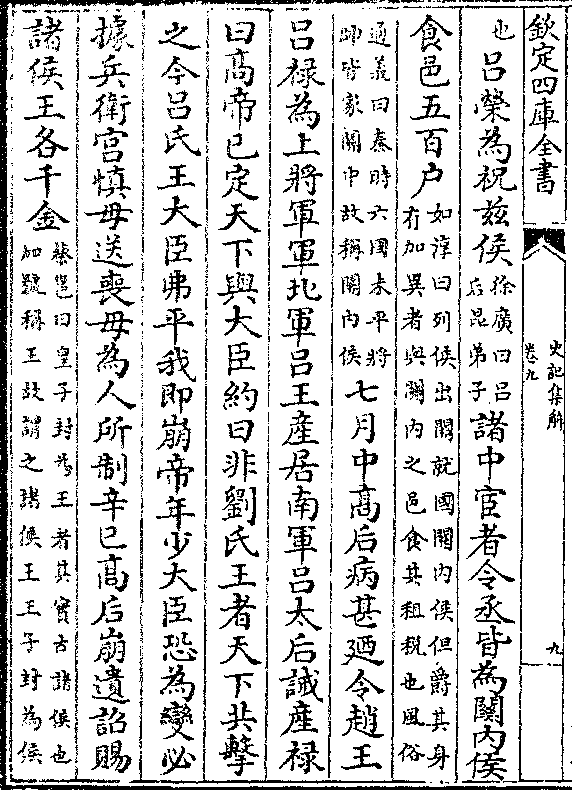 欽定四庫全書
史記集解
卷九
九
也呂榮為祝兹侯徐廣曰呂后昆弟子諸中官者令丞皆為關内侯
食邑五百户如淳曰列侯出關就國關内侯但爵其身有加異者與關内之邑食其租税也風俗
通義曰秦時六國未平將帥皆家關中故稱關内侯七月中髙后病甚廼令趙王
吕禄為上將軍軍北軍吕王産居南軍吕太后誡産禄
曰髙帝已定天下與大臣約曰非劉氏王者天下共擊
之今吕氏王大臣弗平我即崩帝年少大臣恐為變必
據兵衛宫慎毋送喪毋為人所制辛巳髙后崩遺詔賜
諸侯王各千金蔡邕曰皇子封為王者其實古諸侯也加號稱王故謂之諸侯王王子封為侯